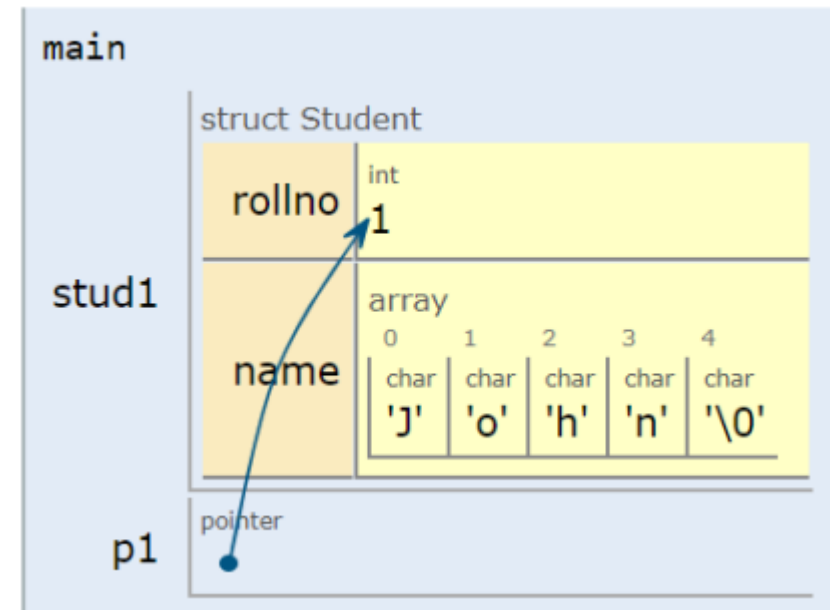 main
struct Student
rollno
int
1
stud1
name
array
0 1 2 3 4
char char char char char
'J' 'o' 'h' 'n' '\0'
p1
pointer